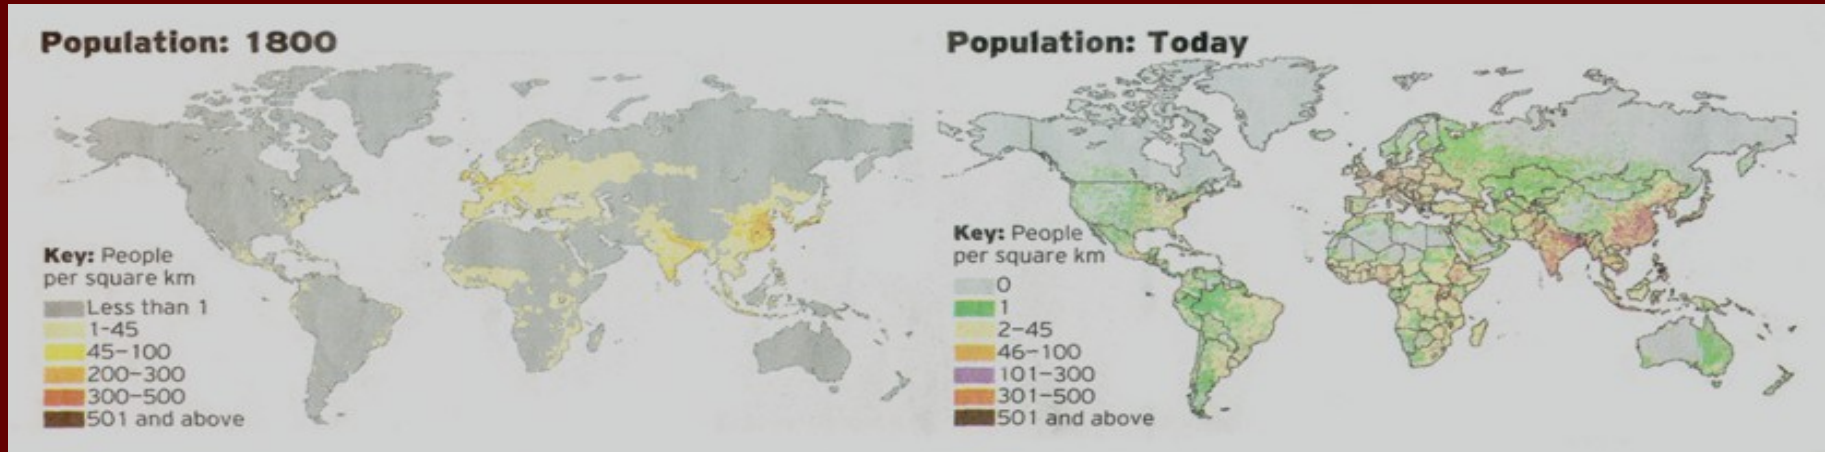 Population: 1800
Key: People
per square km
Less than 1
1-45
45-100
200-300
300-500
501 and above
Population: Today
Key: People
per square km
0
1
2-45
46-100
101-300
301-500
501 and above